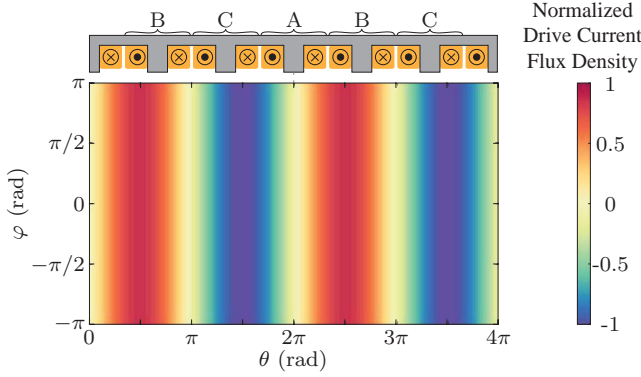 B C A B C
Normalized
Drive Current
Flux Density
π
π/2
0
−π/2
−π
φ (rad)
0 π 2π 3π 4π
θ (rad)
1
0.5
0
-0.5
-1